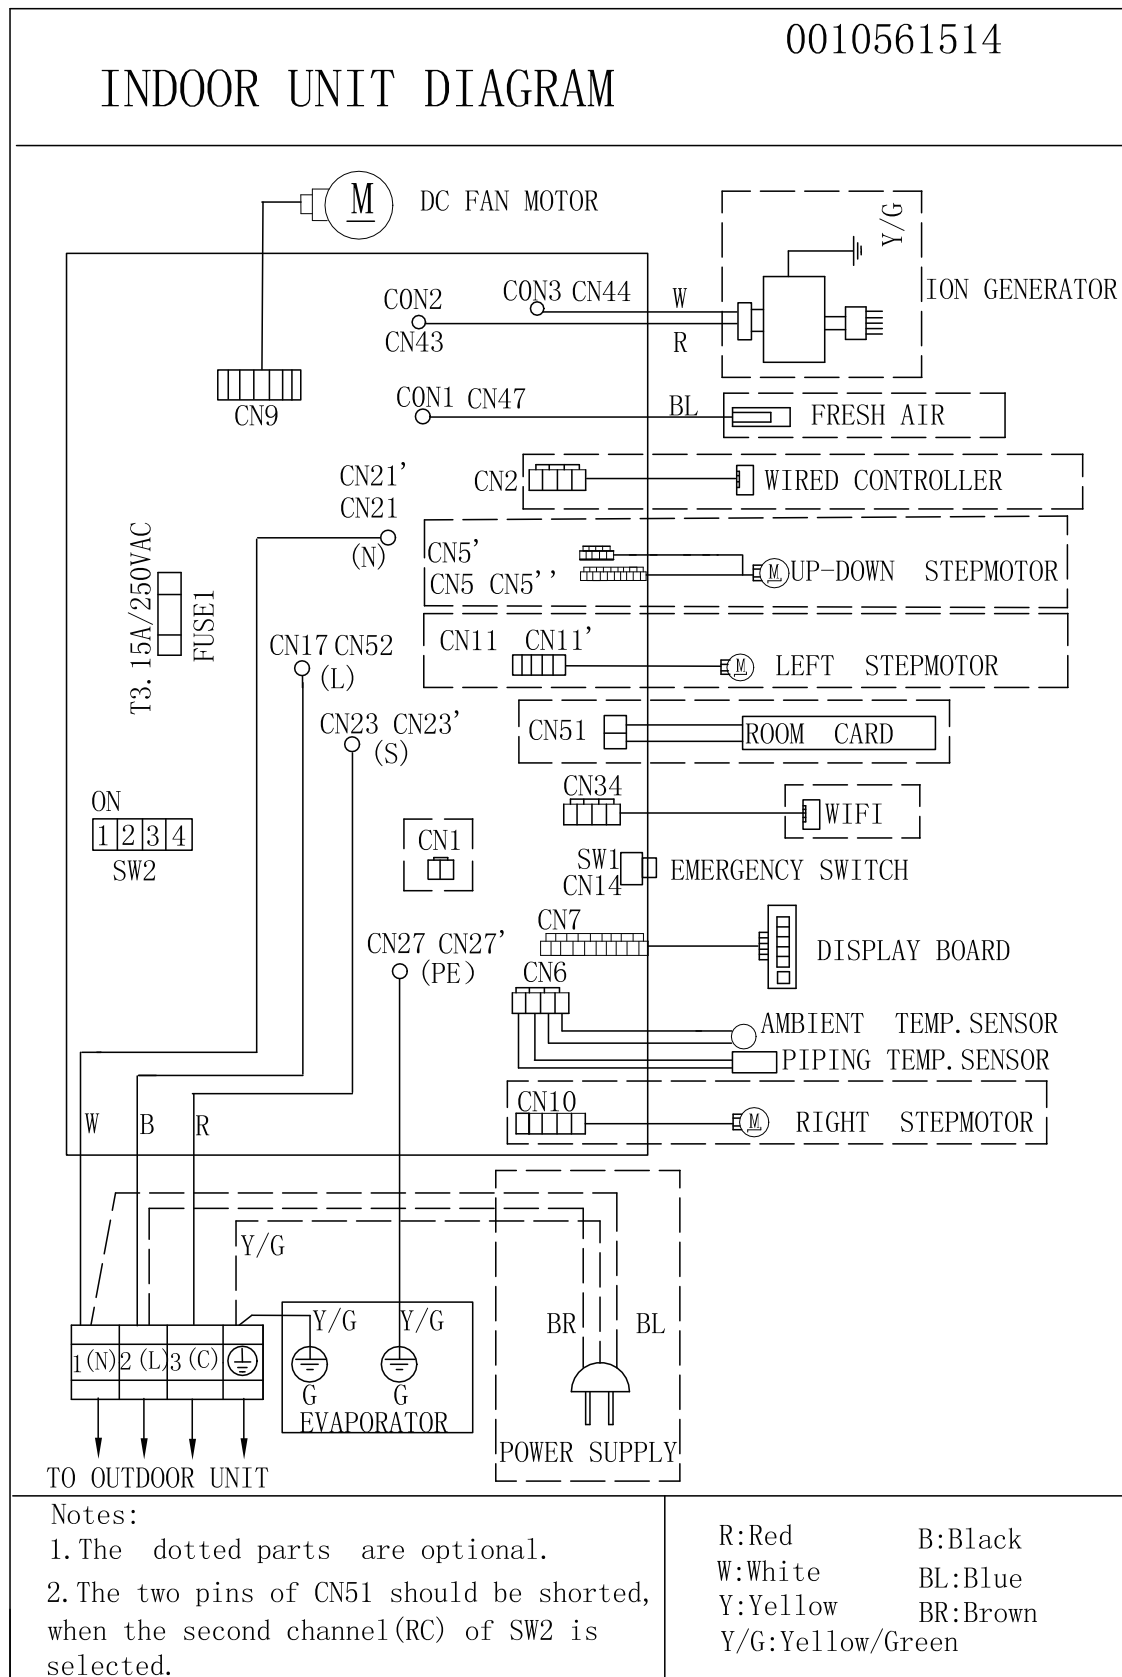 0010561514
INDOOR UNIT DIAGRAM
M
DC FAN MOTOR
Y/G
ION GENERATOR
CON3 CN44
W
CON2
CN43
R
CN9
CON1 CN47
BL
FRESH AIR
CN21'
CN21
(N)
CN2
WIRED CONTROLLER
T3.15A/250VAC
FUSE1
CN5'
CN5 CN5''
M
UP-DOWN STEPMOTOR
CN17 CN52
(L)
CN11 CN11'
M
LEFT STEPMOTOR
CN23 CN23'
(S)
CN51
ROOM CARD
ON
1 2 3 4
SW2
CN34
WIFI
CN1
SW1
CN14
EMERGENCY SWITCH
CN7
DISPLAY BOARD
CN27 CN27'
(PE)
CN6
AMBIENT TEMP.SENSOR
PIPING TEMP.SENSOR
CN10
M
RIGHT STEPMOTOR
W
B
R
Y/G
Y/G
Y/G
BR
BL
1(N) 2(L) 3(C)
G
G
EVAPORATOR
POWER SUPPLY
TO OUTDOOR UNIT
Notes:
1.The dotted parts are optional.
2.The two pins of CN51 should be shorted,
when the second channel(RC) of SW2 is
selected.
R:Red
B:Black
W:White
BL:Blue
Y:Yellow
BR:Brown
Y/G:Yellow/Green